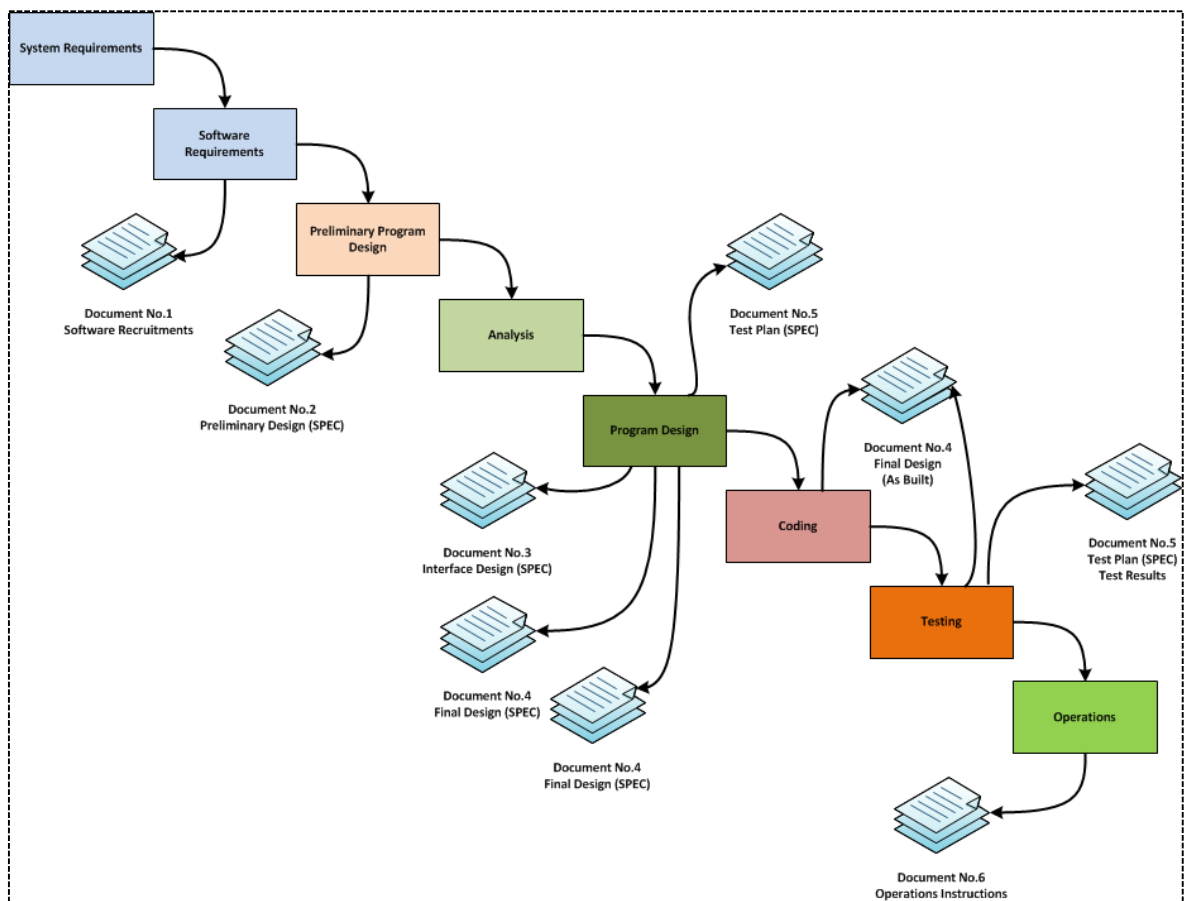 System Requirements
Software
Requirements
Preliminary Program
Design
Document No.1
Software Recruitments
Document No.5
Test Plan (SPEC)
Analysis
Document No.2
Preliminary Design (SPEC)
Program Design
Document No.4
Final Design
(As Built)
Coding
Document No.3
Interface Design (SPEC)
Document No.5
Test Plan (SPEC)
Test Results
Testing
Document No.4
Final Design (SPEC)
Operations
Document No.4
Final Design (SPEC)
Document No.6
Operations Instructions